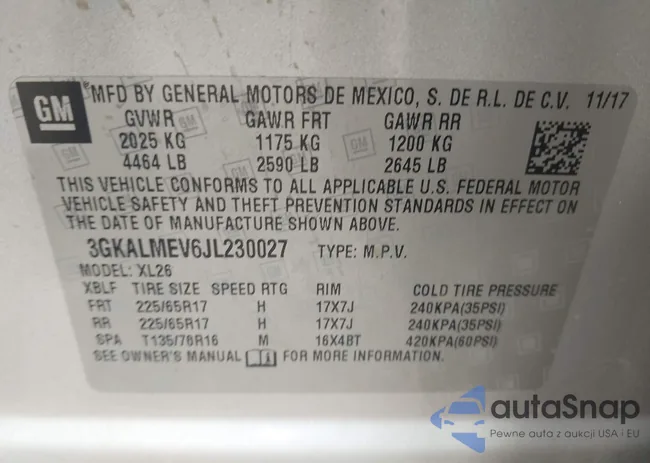 GM
® MFD BY GENERAL MOTORS DE MEXICO, S. DE R.L. DE C.V. 11/17
GVWR GAWR FRT GAWR RR
2025 KG 1175 KG 1200 KG
4464 LB 2590 LB 2645 LB
THIS VEHICLE CONFORMS TO ALL APPLICABLE U.S. FEDERAL MOTOR
VEHICLE SAFETY AND THEFT PREVENTION STANDARDS IN EFFECT ON
THE DATE OF MANUFACTURE SHOWN ABOVE.
3GKALMEV6JL230027 TYPE: M.P.V.
MODEL: XL26
XBLF TIRE SIZE SPEED RTG RIM COLD TIRE PRESSURE
FRT 225/65R17 H 17X7J 240KPA(35PSI)
RR 225/65R17 H 17X7J 240KPA(35PSI)
SPA T135/70R16 M 16X4BT 420KPA(60PSI)
SEE OWNER'S MANUAL FOR MORE INFORMATION.
autaSnap
Pewne auta z aukcji USA i EU